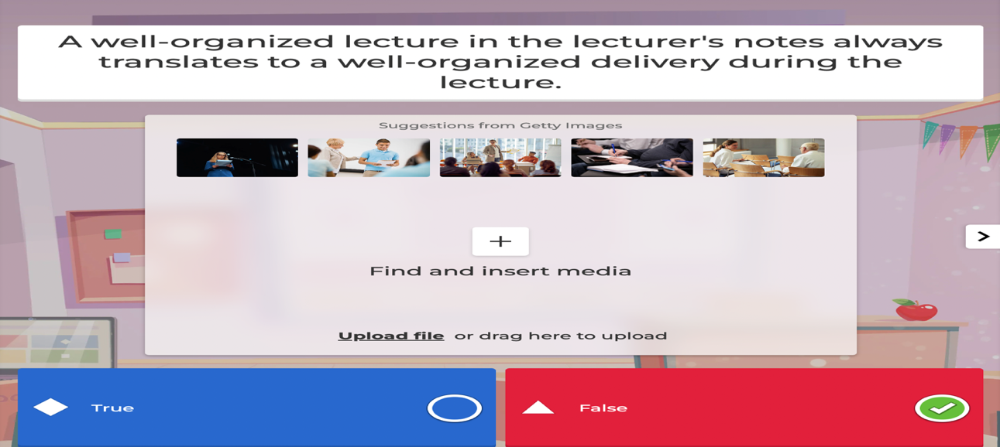 A well-organized lecture in the lecturer's notes always
translates to a well-organized delivery during the
lecture.
Suggestions from Getty Images
Find and insert media
Upload file or drag here to upload
True
False